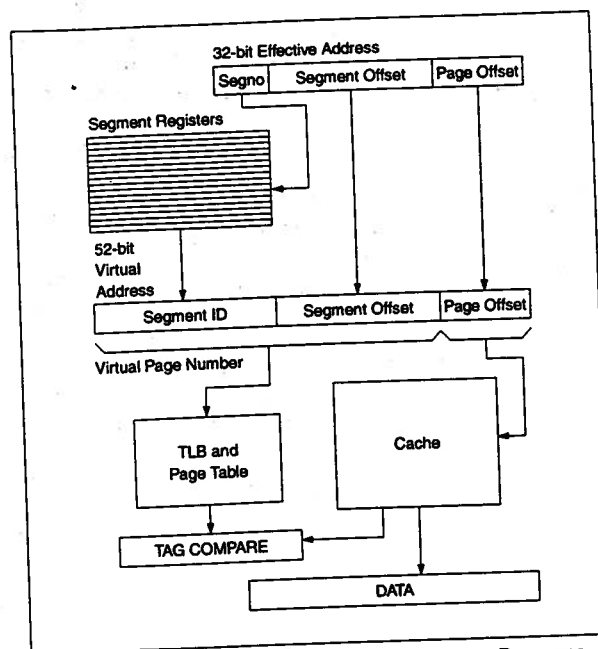 32-bit Effective Address
Segno Segment Offset Page Offset
Segment Registers
52-bit
Virtual
Address
Segment ID Segment Offset Page Offset
Virtual Page Number
TLB and
Page Table
Cache
TAG COMPARE
DATA